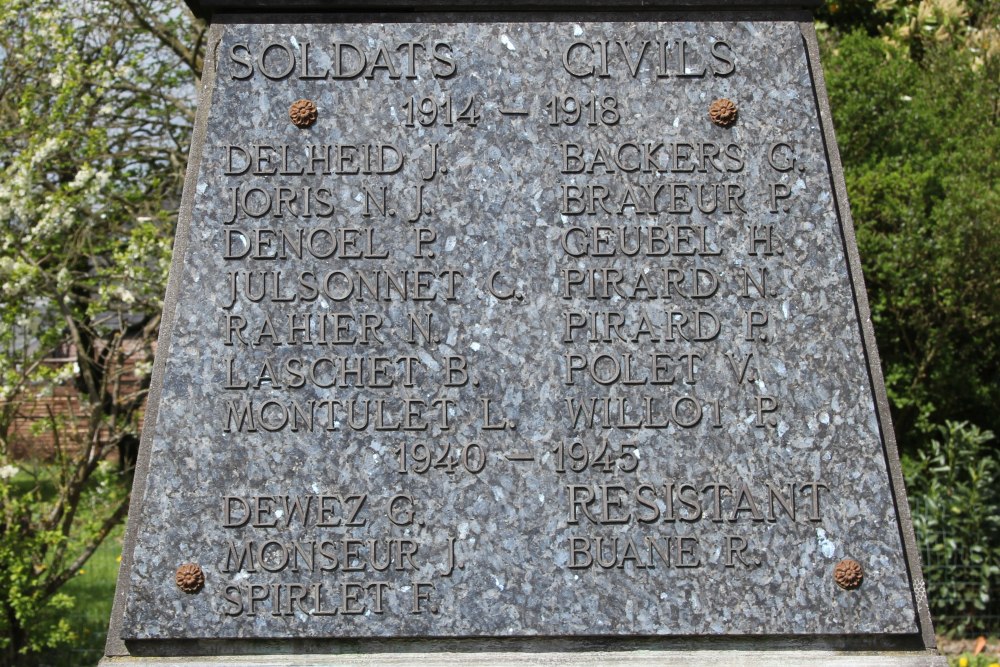 SOLDATS CIVILS
1914 – 1918
DELHEID J. BACKERS G.
JORIS N. J. BRAYEUR P.
DENOEL P. GEUBEL H.
JULSONNET C. PIRARD N.
RAHIER N. PIRARD P.
LASCHET B. POLET V.
MONTULET L. WILLOT P.
1940 – 1945
DEWEZ G. RESISTANT
MONSEUR J. BUANE R.
SPIRLET F.